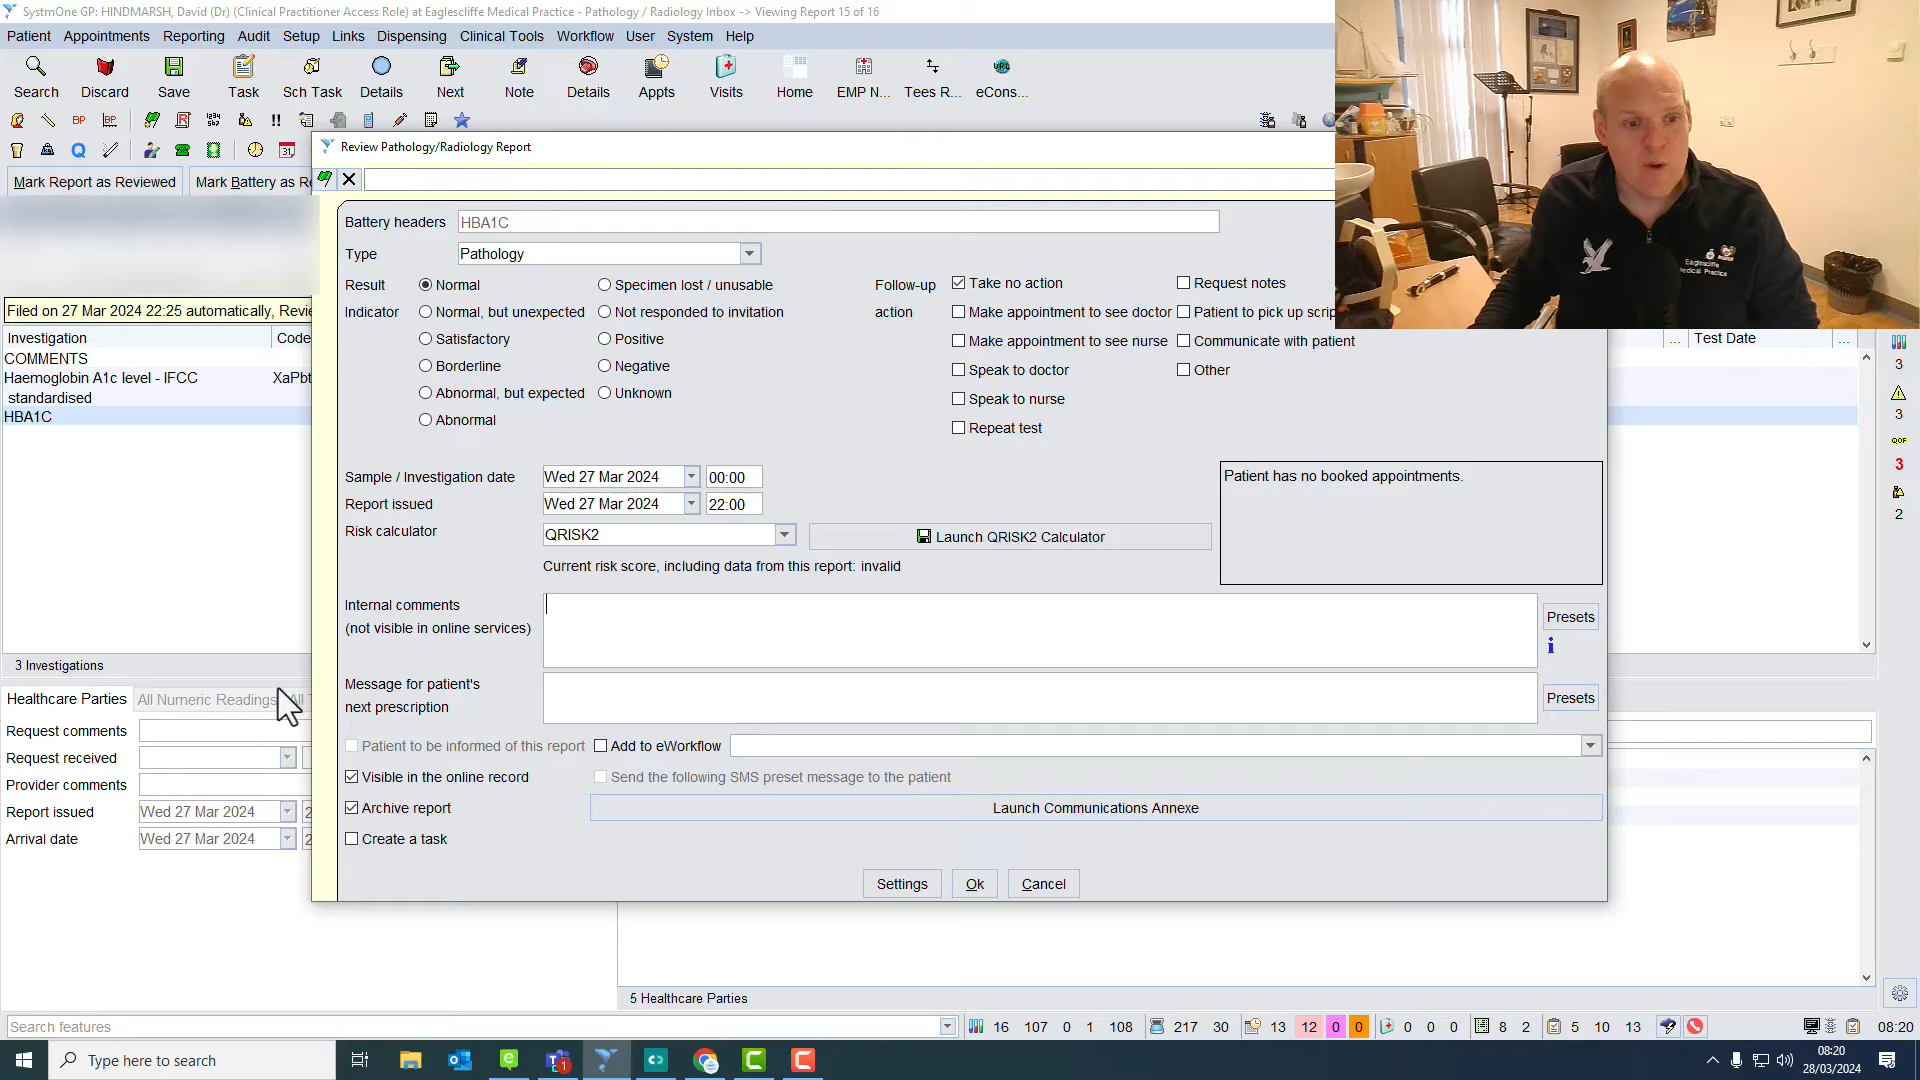 SystmOne GP: HINDMARSH, David (Dr) (Clinical Practitioner Access Role) at Eaglescliffe Medical Practice - Pathology / Radiology Inbox -> Viewing Report 15 of 16
Patient Appointments Reporting Audit Setup Links Dispensing Clinical Tools Workflow User System Help
Search Discard Save Task Sch Task Details Next Note Details Appts Visits Home EMP N... Tees R... eCons...
Review Pathology/Radiology Report
Mark Report as Reviewed Mark Battery as Re
Battery headers HBA1C
Type Pathology
Result Normal Specimen lost / unusable Follow-up Take no action Request notes
Indicator Normal, but unexpected Not responded to invitation action Make appointment to see doctor Patient to pick up scrip
Satisfactory Positive Make appointment to see nurse Communicate with patient
Borderline Negative Speak to doctor Other
Abnormal, but expected Unknown Speak to nurse
Abnormal Repeat test
Filed on 27 Mar 2024 22:25 automatically, Revie
Investigation Code
COMMENTS
Haemoglobin A1c level - IFCC XaPbt
standardised
HBA1C
3 Investigations
Test Date
3
3
QOF
3
2
Eaglescliffe
Medical Practice
Sample / Investigation date Wed 27 Mar 2024 00:00
Report issued Wed 27 Mar 2024 22:00
Risk calculator QRISK2 Launch QRISK2 Calculator
Current risk score, including data from this report: invalid
Patient has no booked appointments.
Internal comments
(not visible in online services)
Presets
Message for patient's
next prescription
Presets
Patient to be informed of this report Add to eWorkflow
Visible in the online record Send the following SMS preset message to the patient
Archive report Launch Communications Annexe
Create a task
Settings Ok Cancel
Healthcare Parties All Numeric Readings All T
Request comments
Request received
Provider comments
Report issued Wed 27 Mar 2024 2
Arrival date Wed 27 Mar 2024 2
5 Healthcare Parties
Search features 16 107 0 1 108 217 30 13 12 0 0 0 0 0 8 2 5 10 13 08:20
Type here to search
1
08:20
28/03/2024